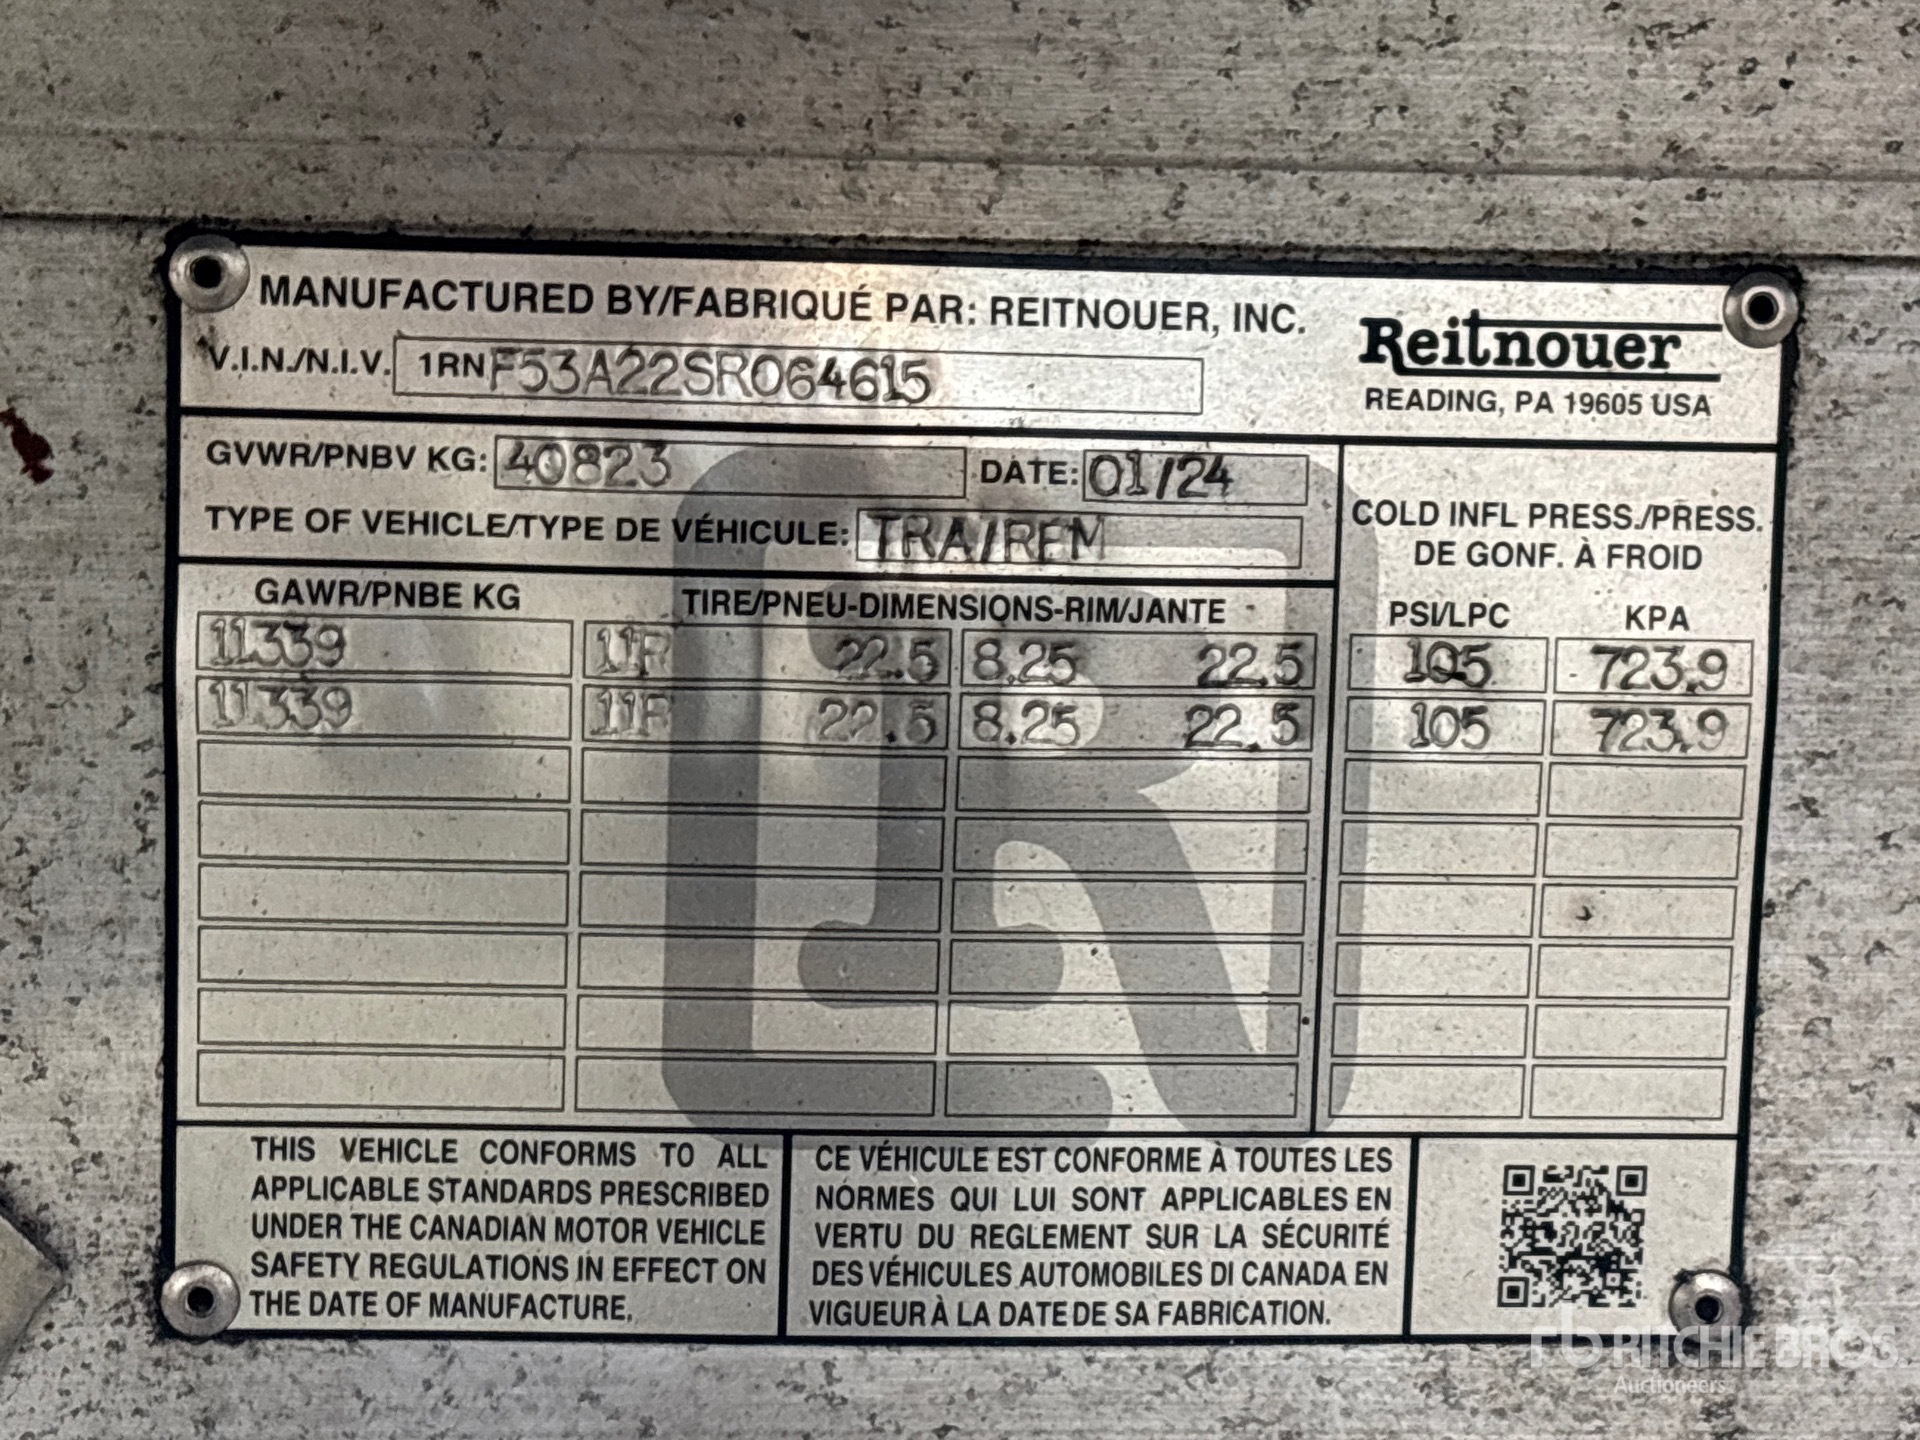 MANUFACTURED BY/FABRIQUÉ PAR: REITNOUER, INC.
Reitnouer
V.I.N./N.I.V. 1RNF53A22SR064615
READING, PA 19605 USA
GVWR/PNBV KG: 40823 DATE: 01/24
TYPE OF VEHICLE/TYPE DE VÉHICULE: TRA/REM
COLD INFL PRESS./PRESS.
DE GONF. À FROID
GAWR/PNBE KG TIRE/PNEU-DIMENSIONS-RIM/JANTE PSI/LPC KPA
11339 11R 22.5 8.25 22.5 105 723.9
11339 11R 22.5 8.25 22.5 105 723.9
THIS VEHICLE CONFORMS TO ALL
APPLICABLE STANDARDS PRESCRIBED
UNDER THE CANADIAN MOTOR VEHICLE
SAFETY REGULATIONS IN EFFECT ON
THE DATE OF MANUFACTURE.
CE VÉHICULE EST CONFORME À TOUTES LES
NORMES QUI LUI SONT APPLICABLES EN
VERTU DU REGLEMENT SUR LA SÉCURITÉ
DES VÉHICULES AUTOMOBILES DI CANADA EN
VIGUEUR À LA DATE DE SA FABRICATION.
rb RITCHIE BROS.
Auctioneers